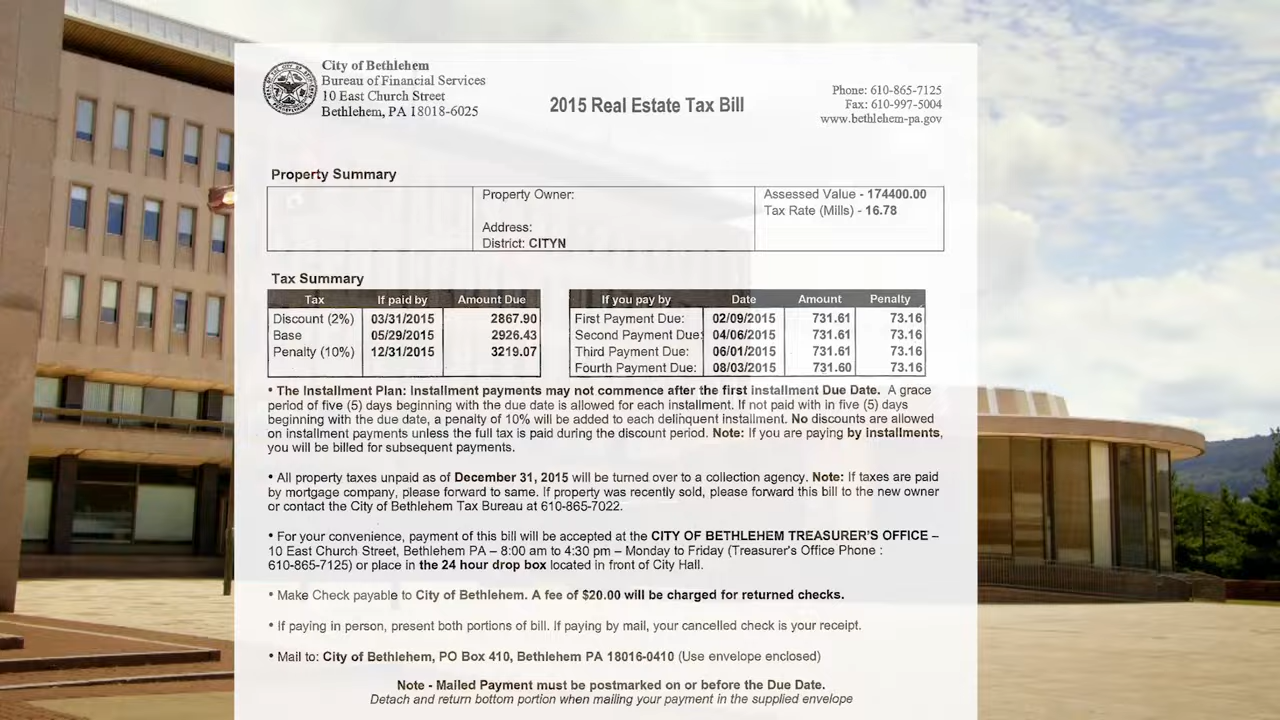 City of Bethlehem
Bureau of Financial Services
10 East Church Street
Bethlehem, PA 18018-6025
2015 Real Estate Tax Bill
Phone: 610-865-7125
Fax: 610-997-5004
www.bethlehem-pa.gov
Property Summary
Property Owner:
Address:
District: CITYN
Assessed Value - 174400.00
Tax Rate (Mills) - 16.78
Tax Summary
Tax If paid by Amount Due
Discount (2%) 03/31/2015 2867.90
Base 05/29/2015 2926.43
Penalty (10%) 12/31/2015 3219.07
If you pay by Date Amount Penalty
First Payment Due: 02/09/2015 731.61 73.16
Second Payment Due: 04/06/2015 731.61 73.16
Third Payment Due: 06/01/2015 731.61 73.16
Fourth Payment Due: 08/03/2015 731.60 73.16
• The Installment Plan: Installment payments may not commence after the first Installment Due Date. A grace
period of five (5) days beginning with the due date is allowed for each installment. If not paid with in five (5) days
beginning with the due date, a penalty of 10% will be added to each delinquent installment. No discounts are allowed
on installment payments unless the full tax is paid during the discount period. Note: If you are paying by installments,
you will be billed for subsequent payments.
• All property taxes unpaid as of December 31, 2015 will be turned over to a collection agency. Note: If taxes are paid
by mortgage company, please forward to same. If property was recently sold, please forward this bill to the new owner
or contact the City of Bethlehem Tax Bureau at 610-865-7022.
• For your convenience, payment of this bill will be accepted at the CITY OF BETHLEHEM TREASURER'S OFFICE –
10 East Church Street, Bethlehem PA – 8:00 am to 4:30 pm – Monday to Friday (Treasurer's Office Phone :
610-865-7125) or place in the 24 hour drop box located in front of City Hall.
• Make Check payable to City of Bethlehem. A fee of $20.00 will be charged for returned checks.
• If paying in person, present both portions of bill. If paying by mail, your cancelled check is your receipt.
• Mail to: City of Bethlehem, PO Box 410, Bethlehem PA 18016-0410 (Use envelope enclosed)
Note - Mailed Payment must be postmarked on or before the Due Date.
Detach and return bottom portion when mailing your payment in the supplied envelope